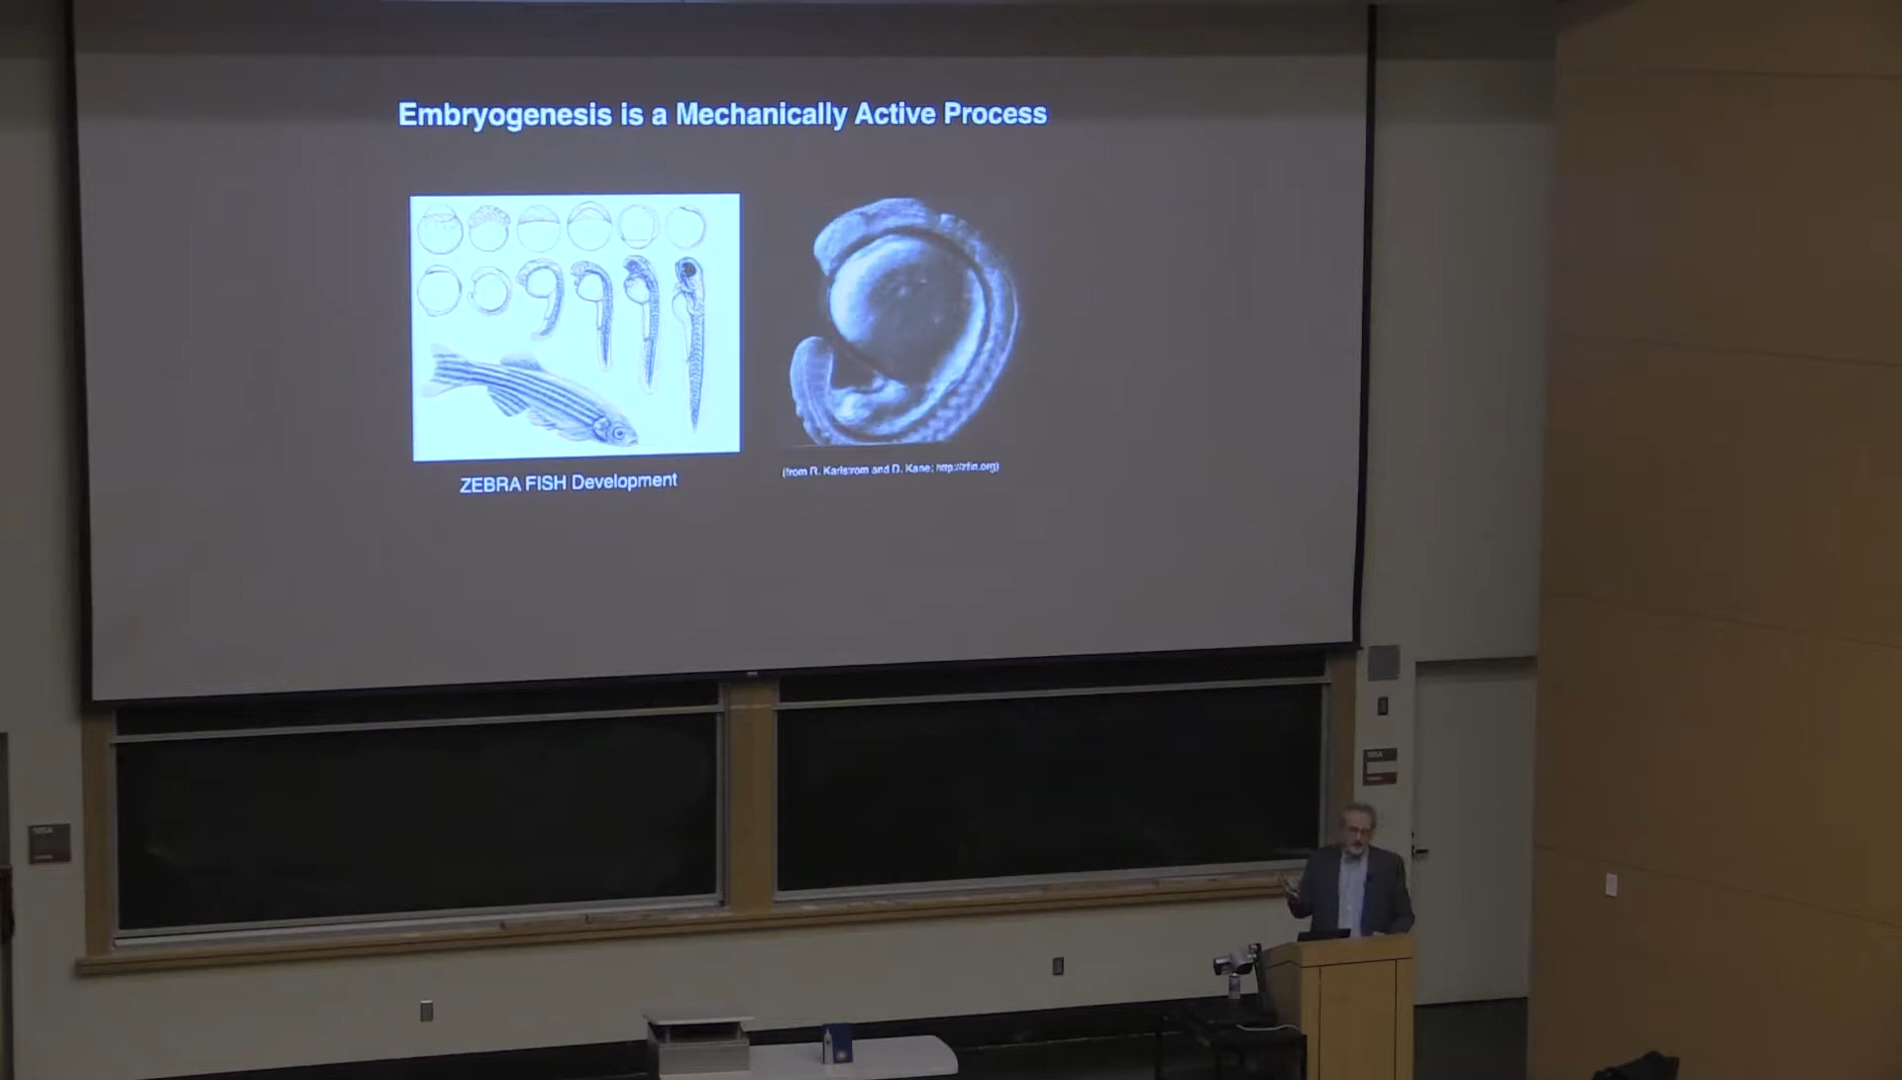 Embryogenesis is a Mechanically Active Process
ZEBRA FISH Development
(from R. Karlstrom and D. Kane; http://zfin.org)